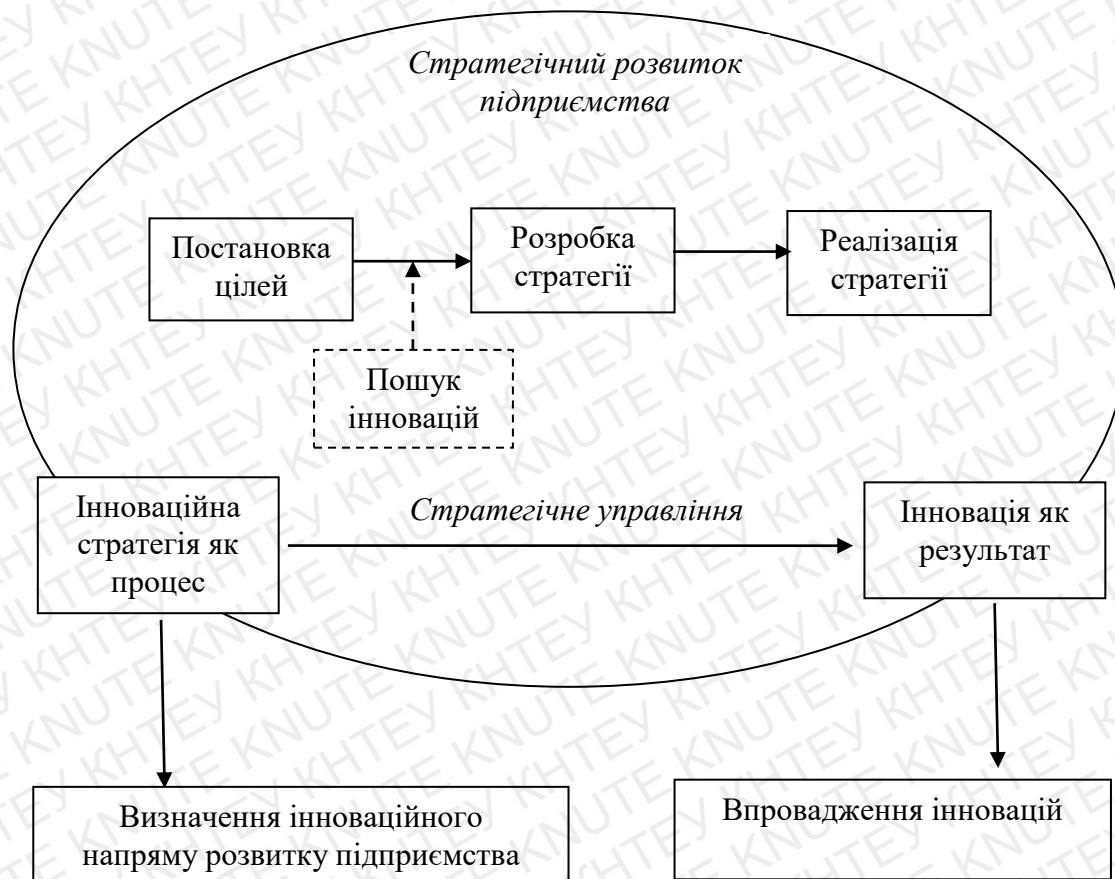 Стратегічний розвиток
підприємства
Постановка
цілей
Розробка
стратегії
Реалізація
стратегії
Пошук
інновацій
Інноваційна
стратегія як
процес
Стратегічне управління
Інновація як
результат
Визначення інноваційного
напряму розвитку підприємства
Впровадження інновацій